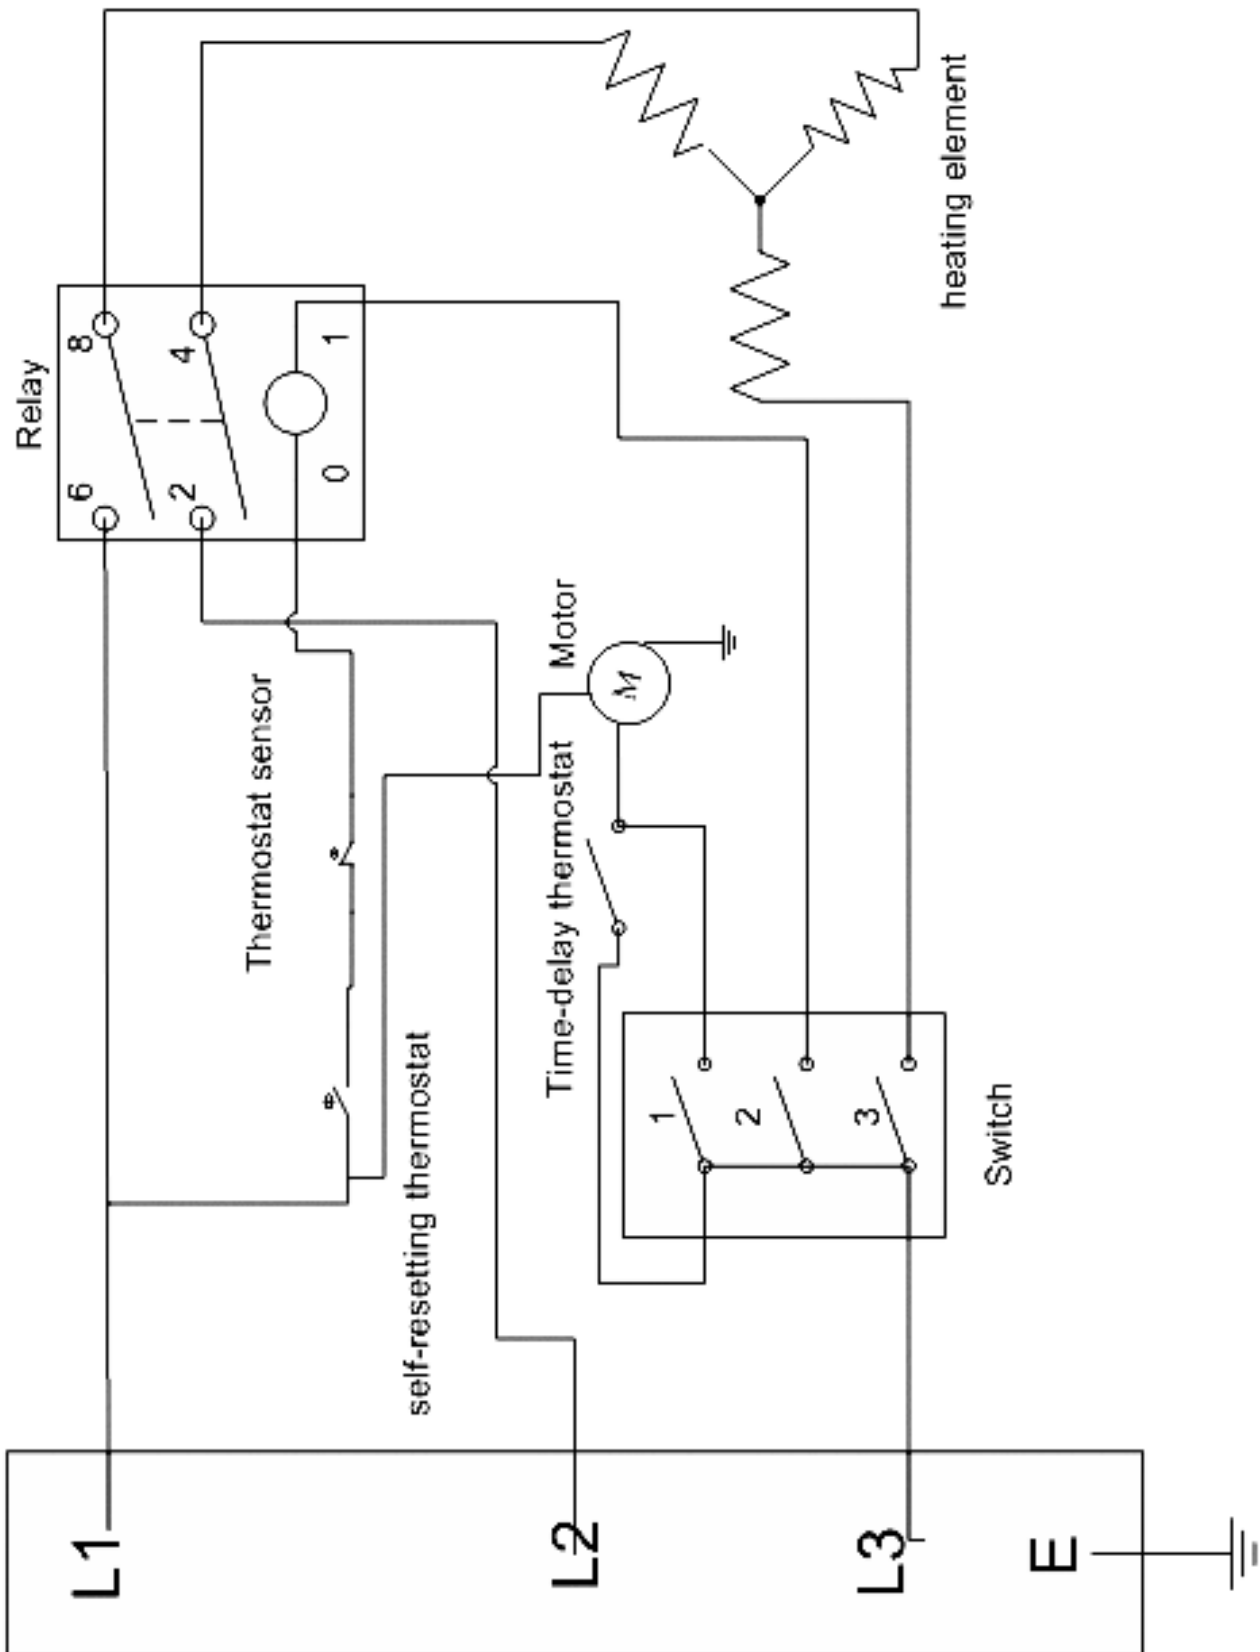 Relay
8
6
4
2
1
0
heating element
Thermostat sensor
Motor
M
Time-delay thermostat
self-resetting thermostat
1
2
3
Switch
L1
L2
L3
E